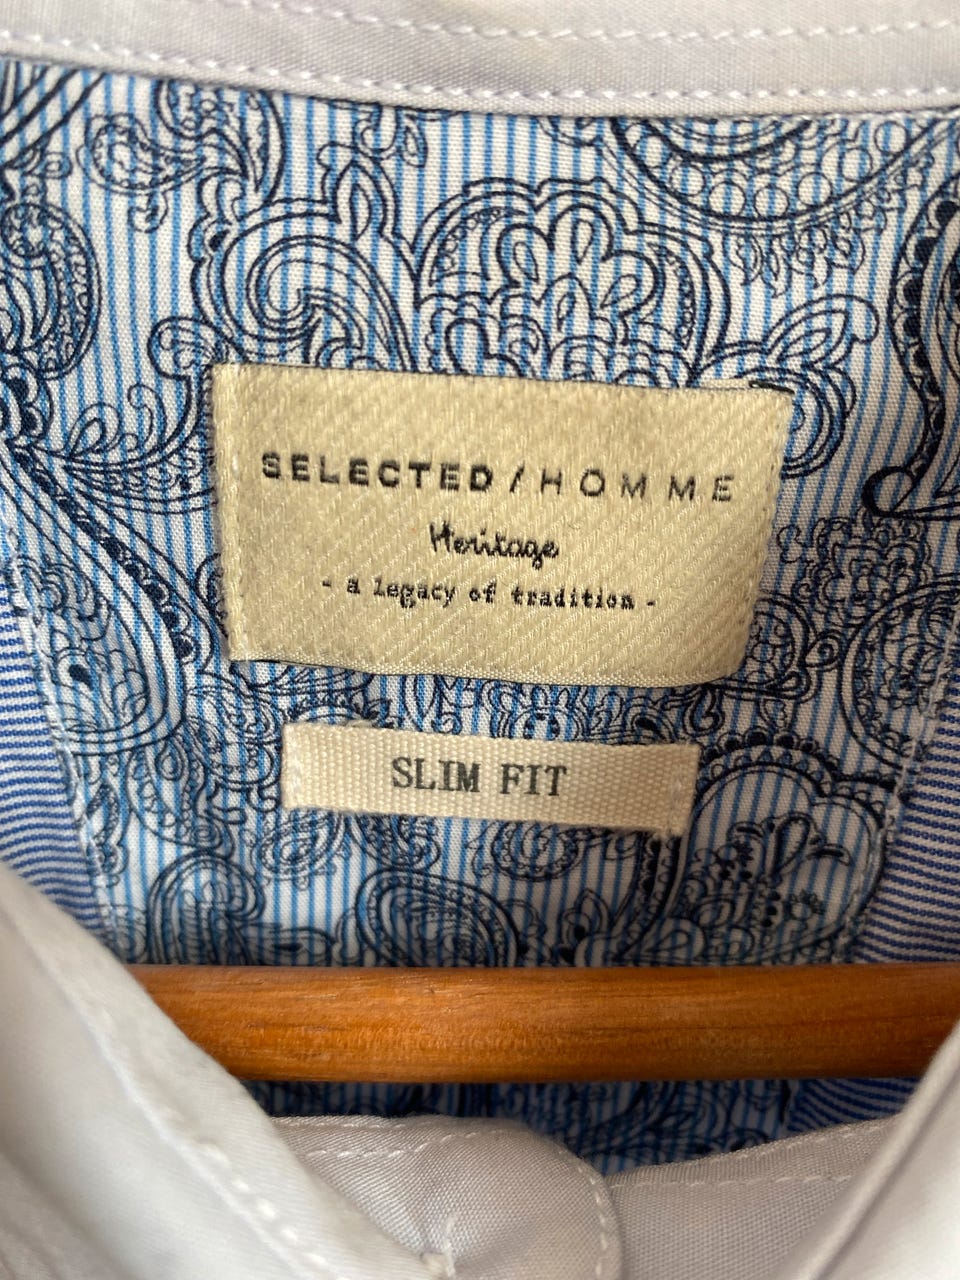 SELECTED / HOMME
Heritage
- a legacy of tradition -
SLIM FIT